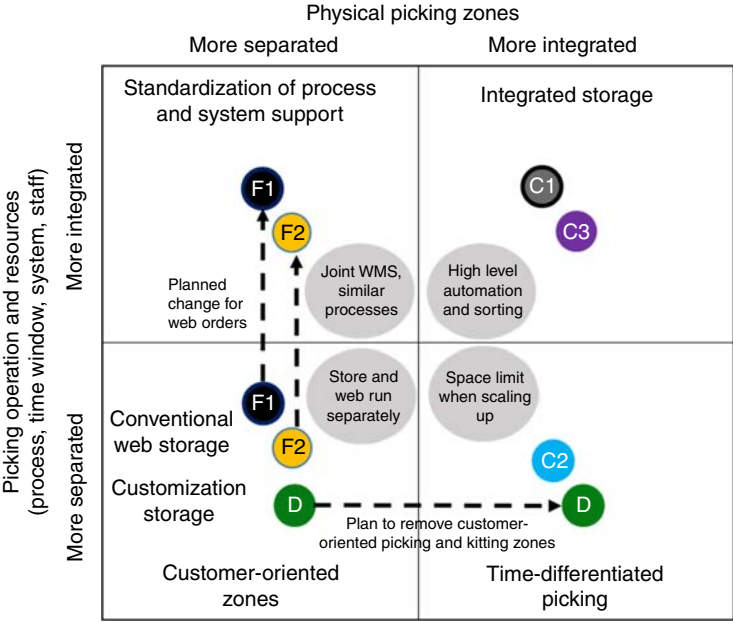 Physical picking zones
More separated
More integrated
Picking operation and resources
(process, time window, system, staff)
More integrated
More separated
Standardization of process
and system support
Integrated storage
F1
F2
C1
C3
Planned
change for
web orders
Joint WMS,
similar
processes
High level
automation
and sorting
Store and
web run
separately
Space limit
when scaling
up
F1
Conventional
web storage
F2
C2
Customization
storage
D
D
Plan to remove customer-
oriented picking and kitting zones
Customer-oriented
zones
Time-differentiated
picking